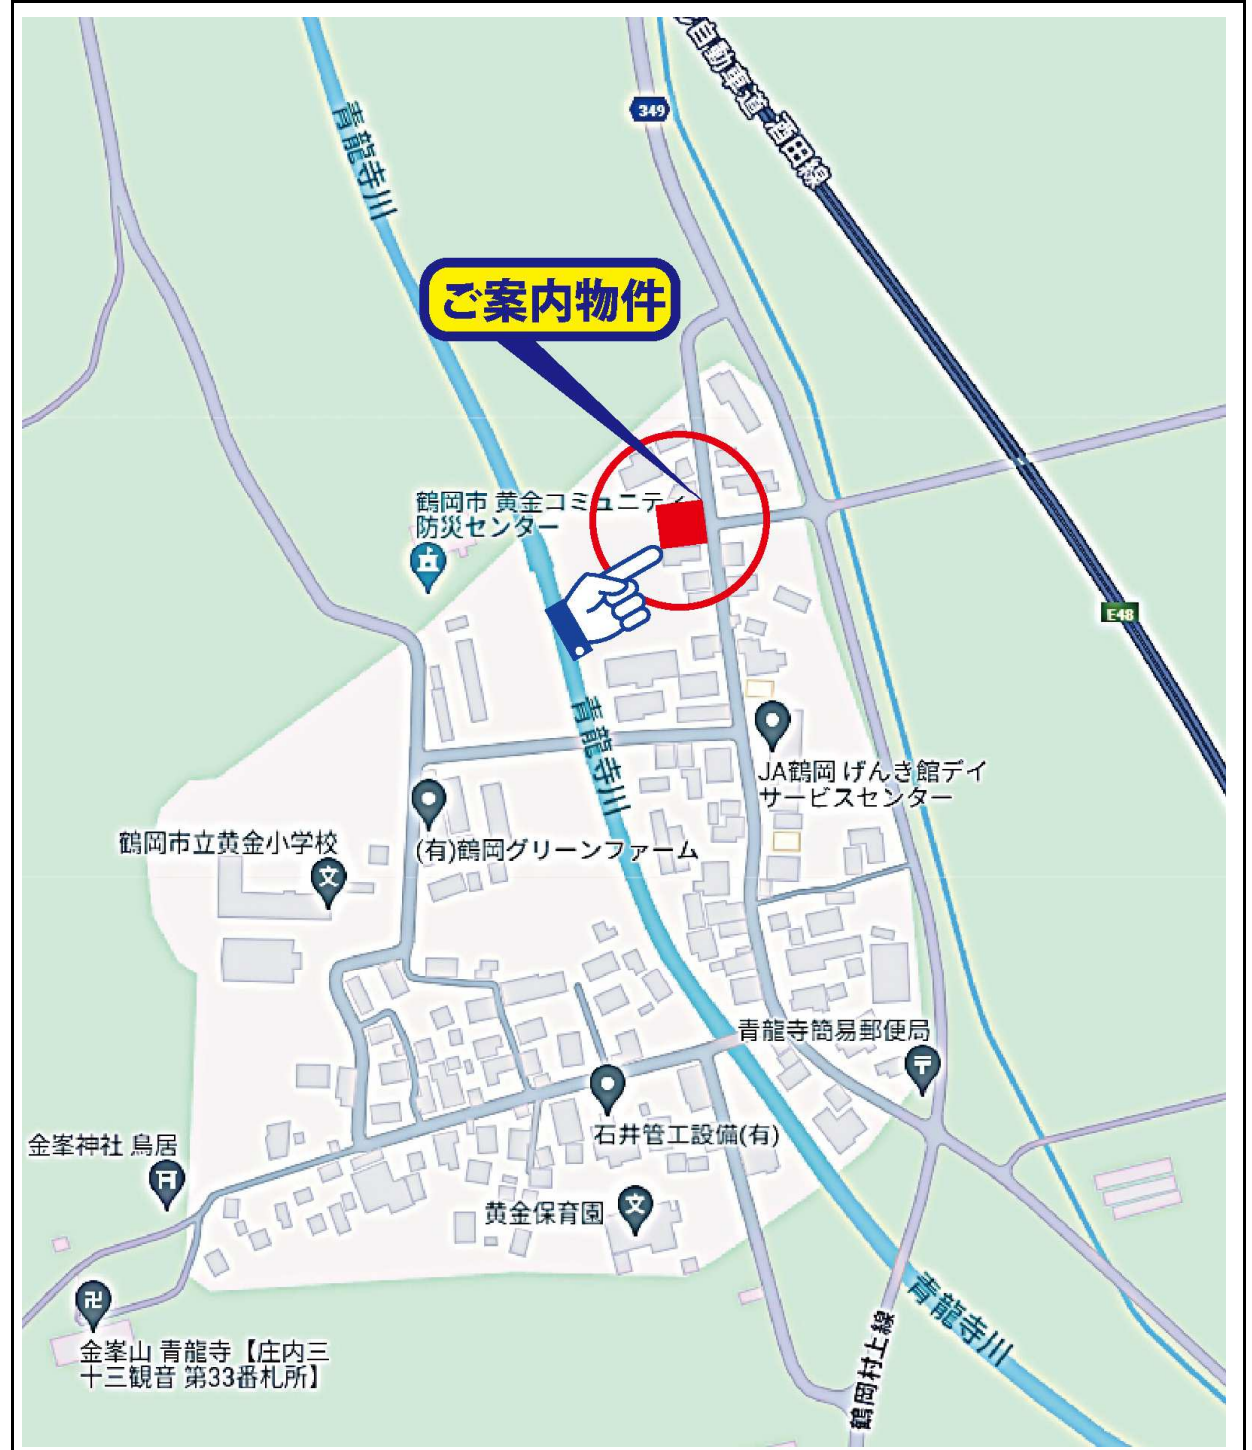 自動車道 酒田線
349
青龍寺川
ご案内物件
鶴岡市 黄金コミュニティ
防災センター
E48
青龍寺川
JA鶴岡 げんき館デイ
サービスセンター
鶴岡市立黄金小学校
文
(有)鶴岡グリーンファーム
青龍寺簡易郵便局
〒
石井管工設備(有)
金峯神社 鳥居
黄金保育園
文
卍
金峯山 青龍寺【庄内三
十三観音 第33番札所】
青龍寺川
鶴岡村上線